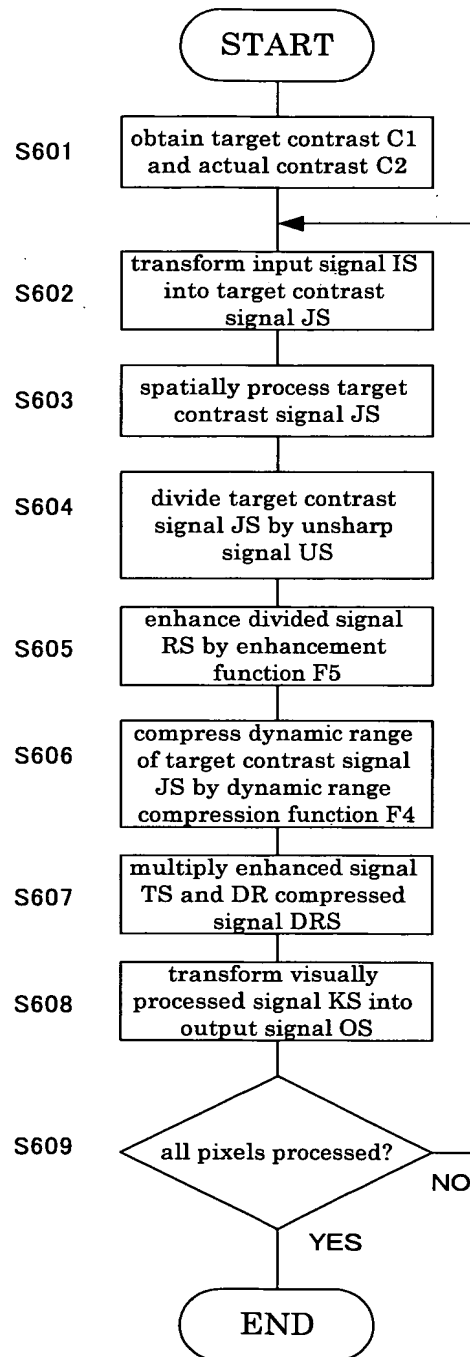 START
S601
obtain target contrast C1
and actual contrast C2
S602
transform input signal IS
into target contrast
signal JS
S603
spatially process target
contrast signal JS
S604
divide target contrast
signal JS by unsharp
signal US
S605
enhance divided signal
RS by enhancement
function F5
S606
compress dynamic range
of target contrast signal
JS by dynamic range
compression function F4
S607
multiply enhanced signal
TS and DR compressed
signal DRS
S608
transform visually
processed signal KS into
output signal OS
S609
all pixels processed?
NO
YES
END